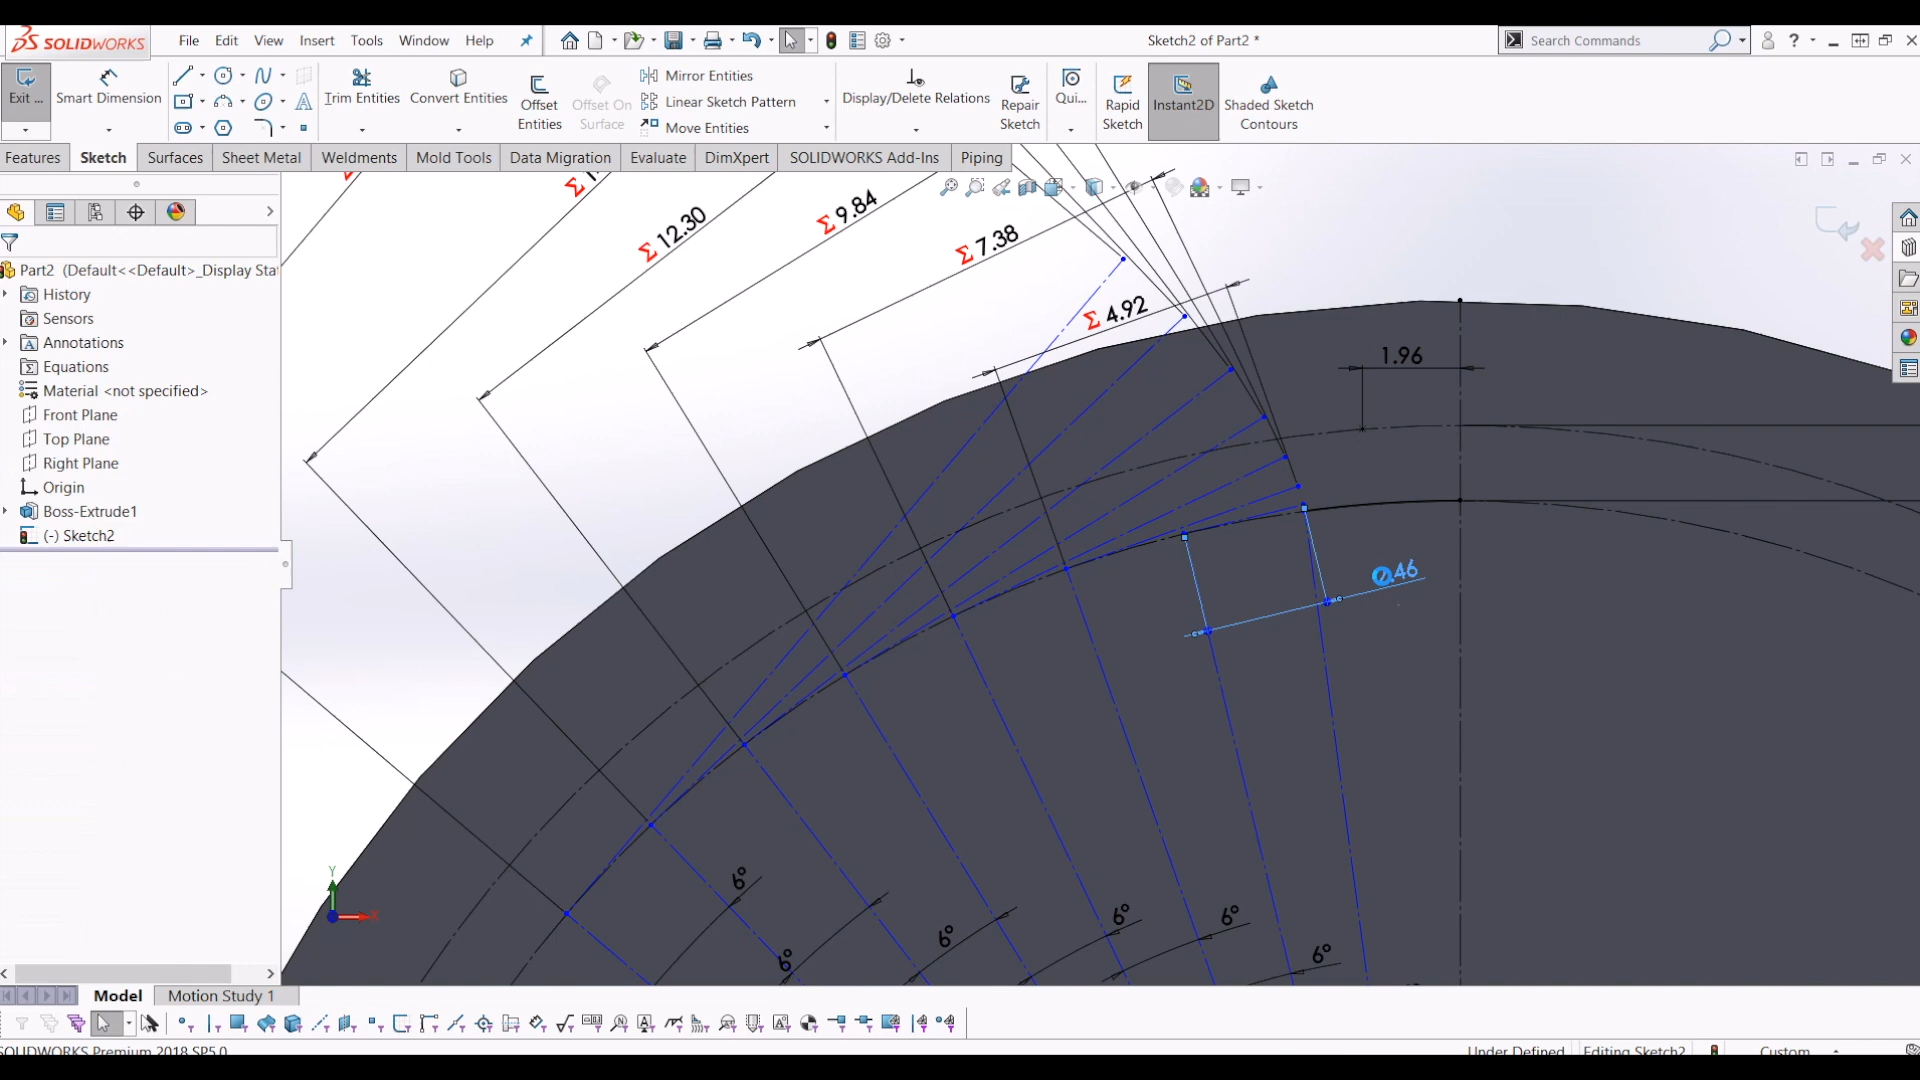 SOLIDWORKS
File Edit View Insert Tools Window Help
Sketch2 of Part2 *
Search Commands
?
Exit ...
Smart Dimension
Trim Entities
Convert Entities
Offset Entities
Offset On Surface
Mirror Entities
Linear Sketch Pattern
Move Entities
Display/Delete Relations
Repair Sketch
Qui...
Rapid Sketch
Instant2D
Shaded Sketch Contours
Features Sketch Surfaces Sheet Metal Weldments Mold Tools Data Migration Evaluate DimXpert SOLIDWORKS Add-Ins Piping
Part2 (Default<<Default>_Display Sta
History
Sensors
Annotations
Equations
Material <not specified>
Front Plane
Top Plane
Right Plane
Origin
Boss-Extrude1
(-) Sketch2
Σ 12.30
Σ 9.84
Σ 7.38
Σ 4.92
1.96
.46
6°
6°
6°
6°
6°
6°
Y
X
Model Motion Study 1
SOLIDWORKS Premium 2018 SP5.0
Under Defined Editing Sketch2 Custom